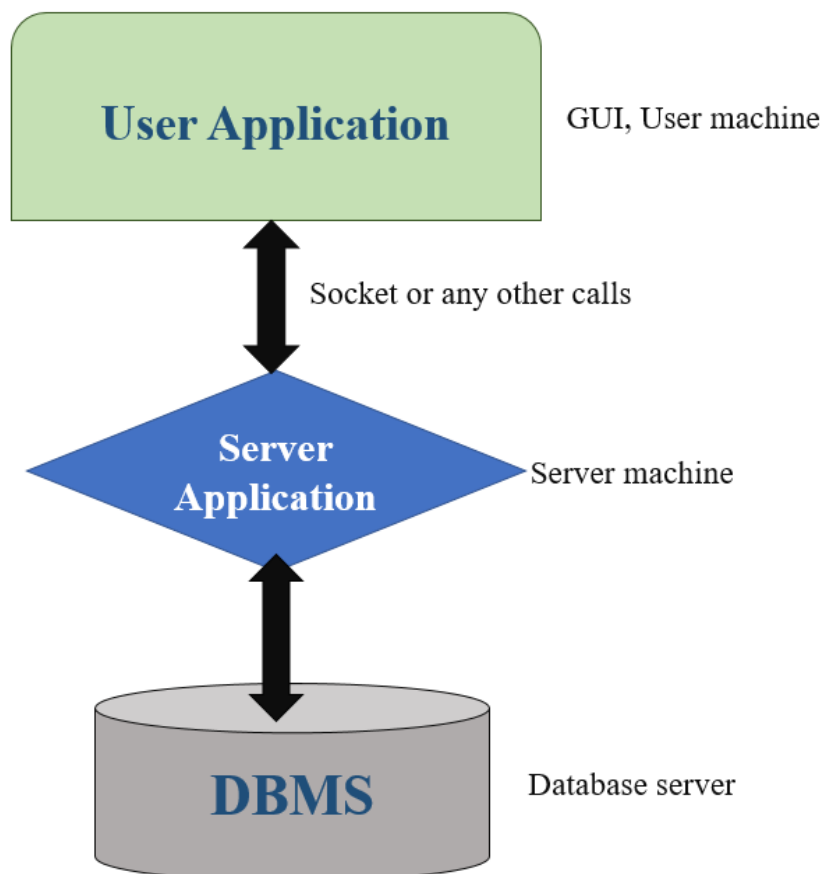 User Application
GUI, User machine
Socket or any other calls
Server
Application
Server machine
DBMS
Database server